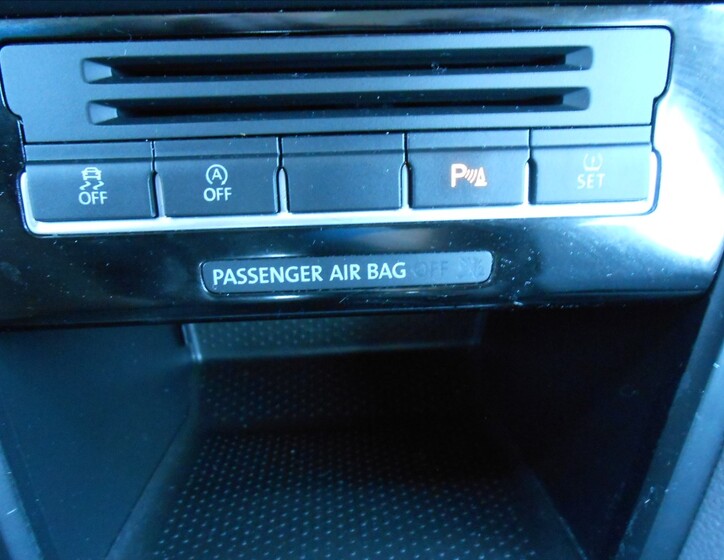 OFF
A
OFF
P
SET
PASSENGER AIR BAG OFF